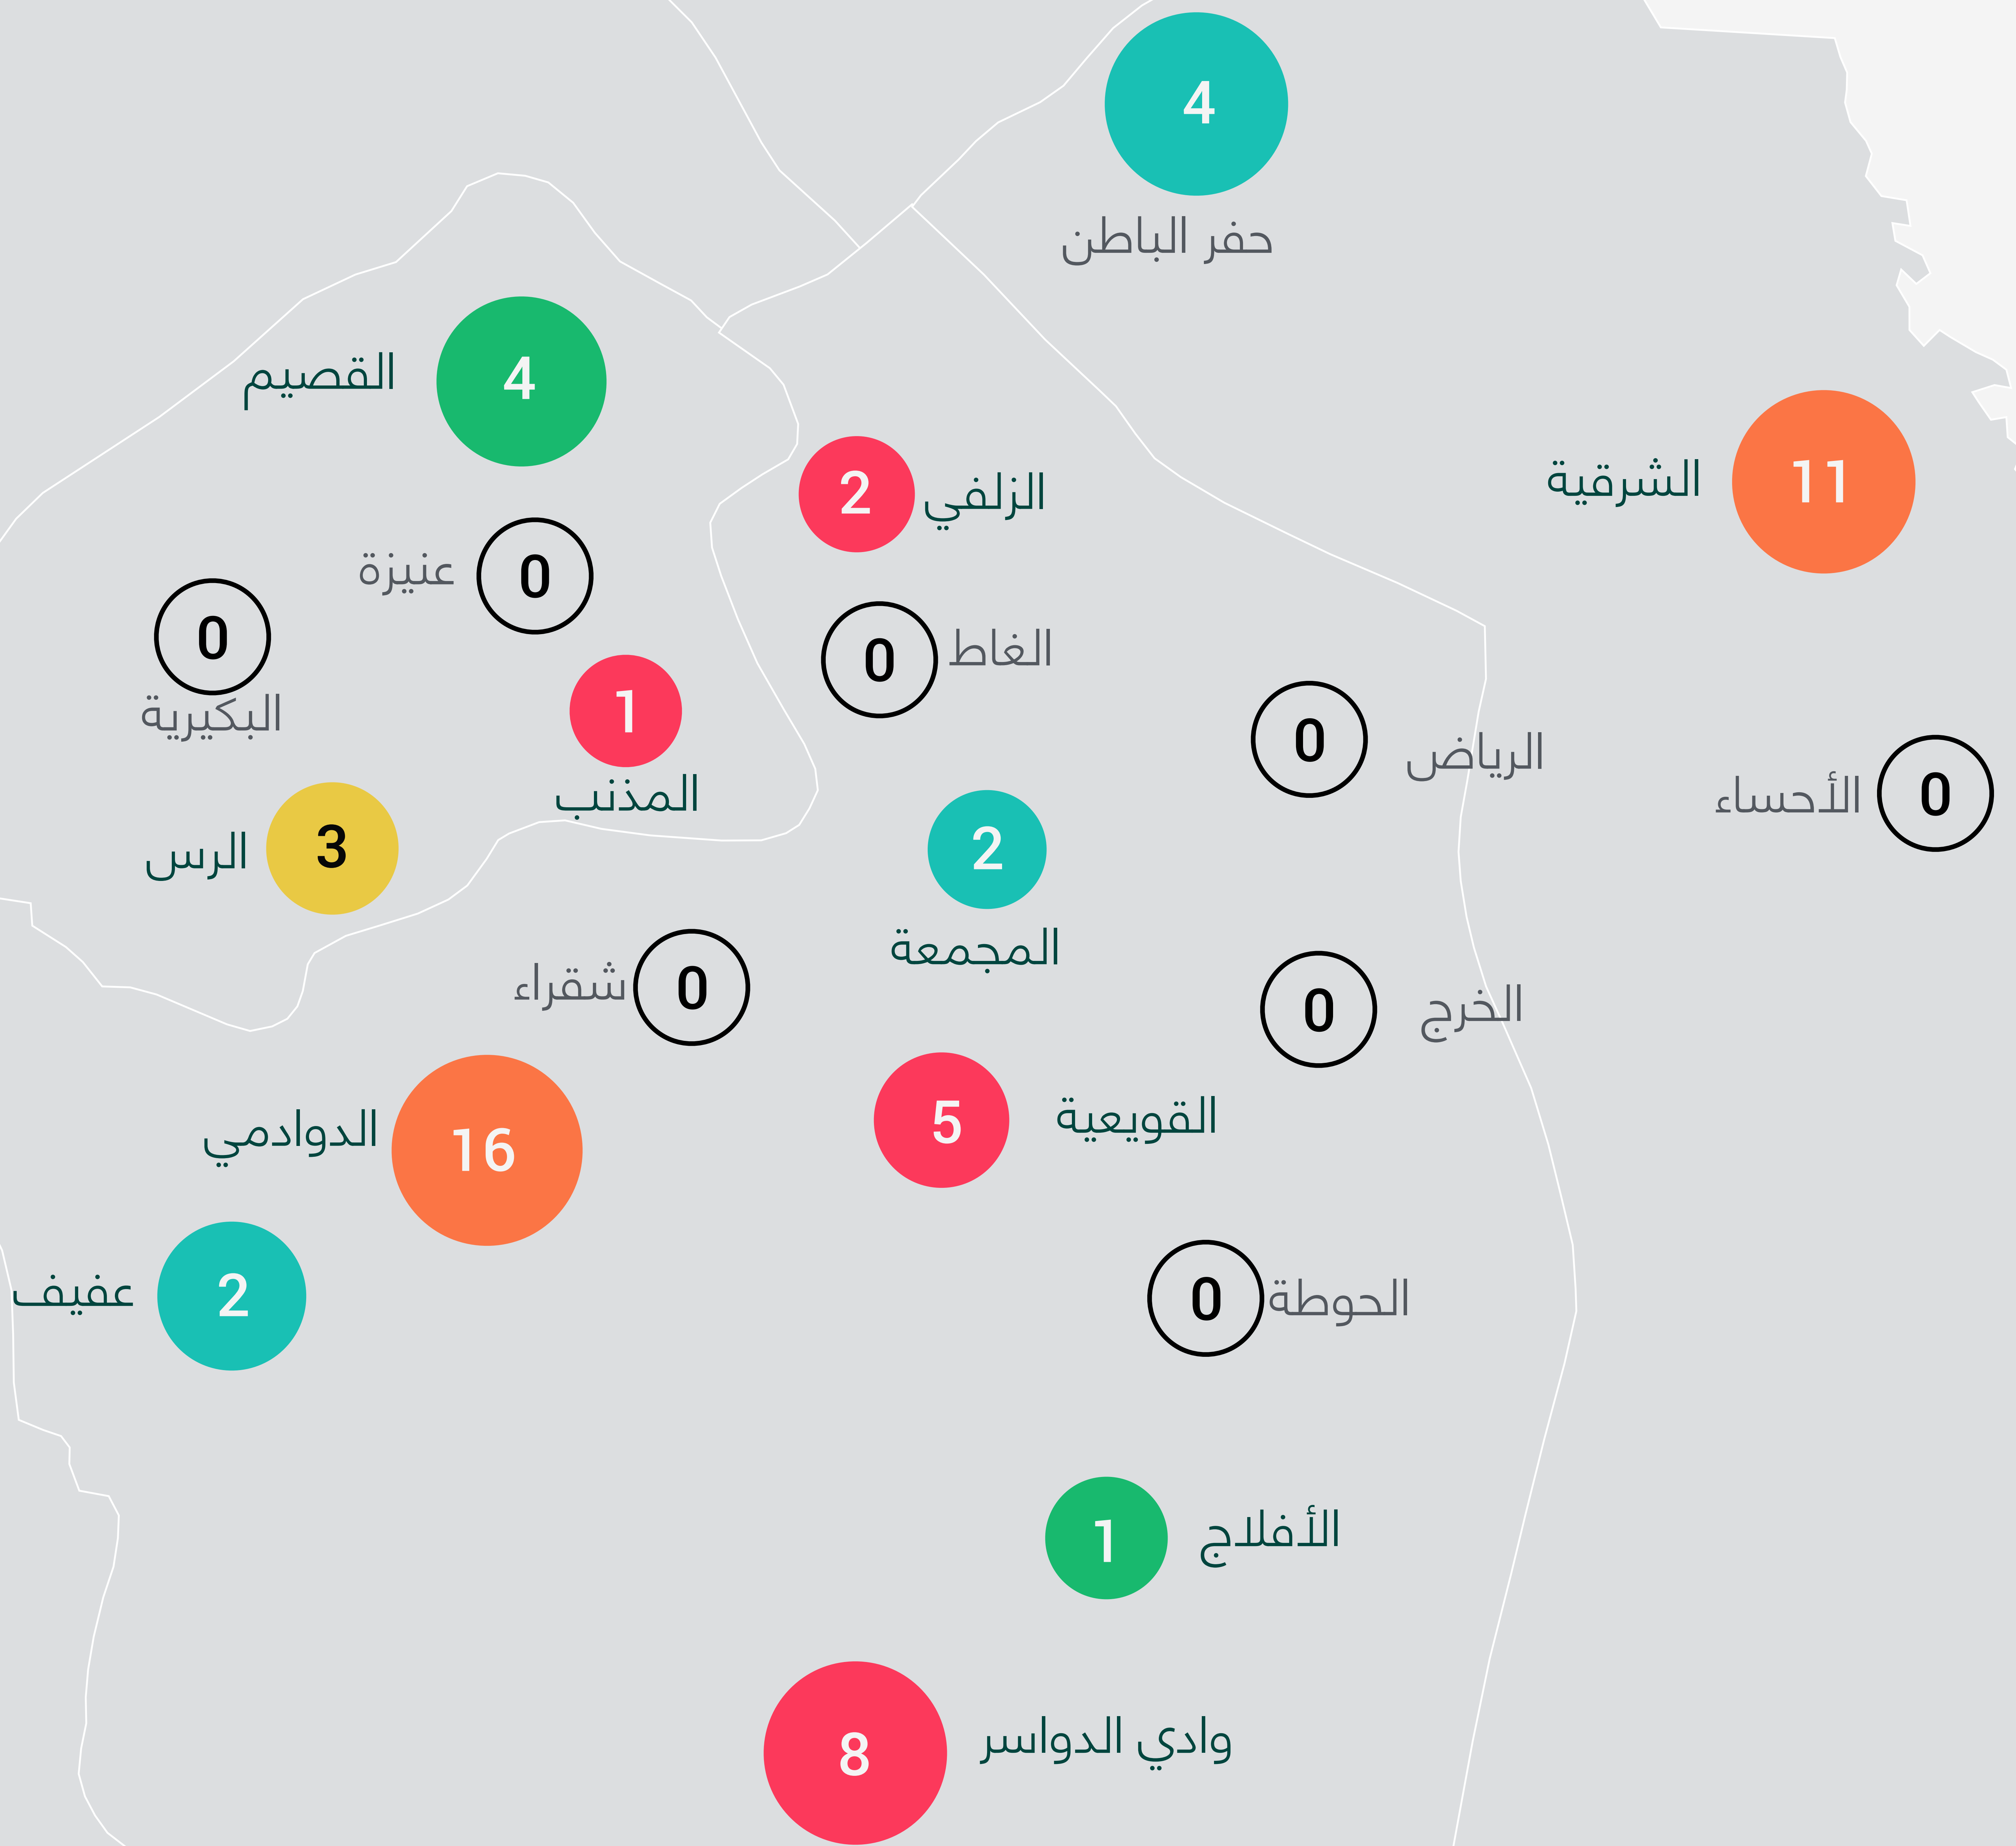 4
حفر الباطن
4
القصيم
11
الشرقية
2
الزلفي
0
عنيزة
0
البكيرية
0
الغاط
1
المذنب
0
الرياض
0
الأحساء
3
الرس
2
المجمعة
0
شقراء
0
الخرج
16
الدوادمي
5
القويعية
2
عفيف
0
الحوطة
1
الأفلاج
8
وادي الدواسر